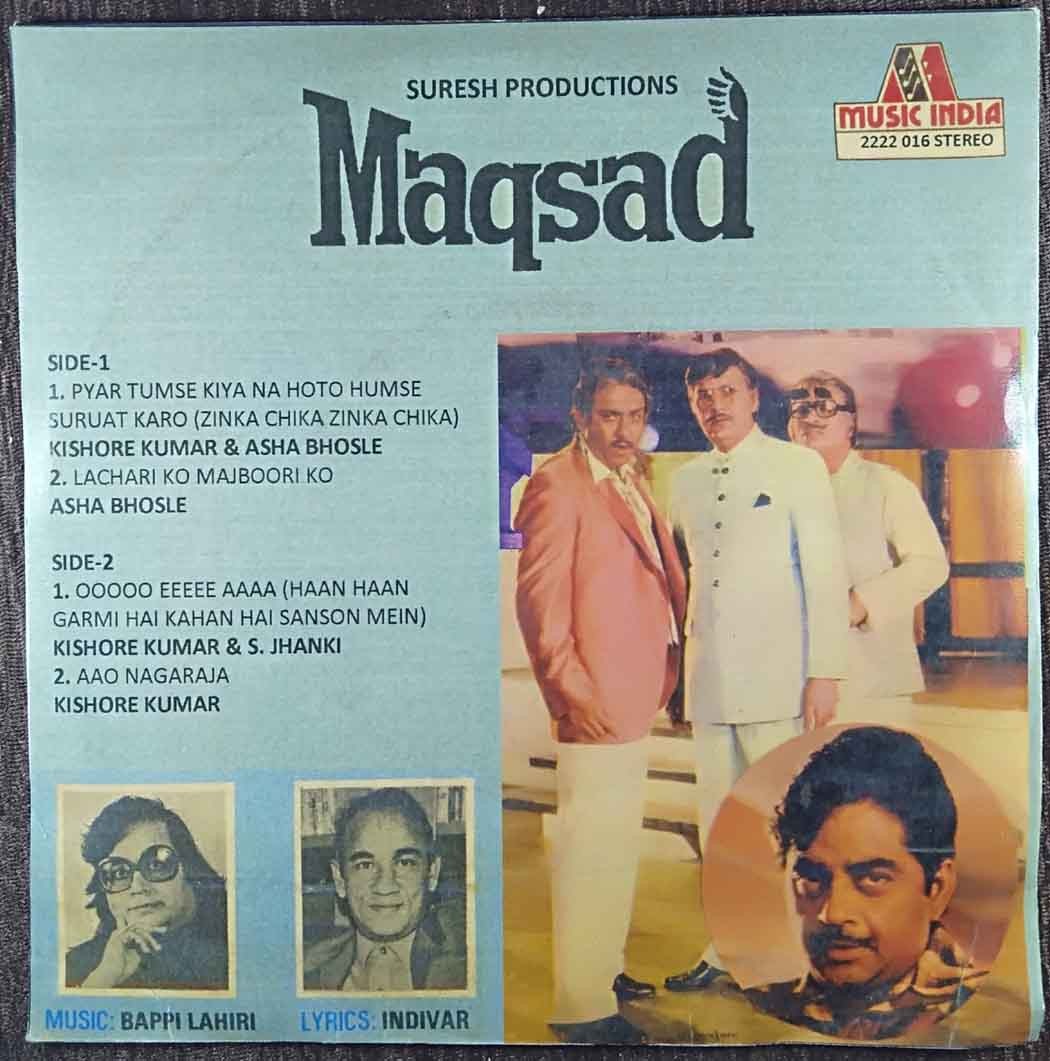 SURESH PRODUCTIONS
Maqsad
MUSIC INDIA
2222 016 STEREO
SIDE-1
1. PYAR TUMSE KIYA NA HOTO HUMSE
SURUAT KARO (ZINKA CHIKA ZINKA CHIKA)
KISHORE KUMAR & ASHA BHOSLE
2. LACHARI KO MAJBOORI KO
ASHA BHOSLE
SIDE-2
1. OOOOO EEEEE AAAA (HAAN HAAN
GARMI HAI KAHAN HAI SANSON MEIN)
KISHORE KUMAR & S. JHANKI
2. AAO NAGARAJA
KISHORE KUMAR
MUSIC: BAPPI LAHIRI
LYRICS: INDIVAR